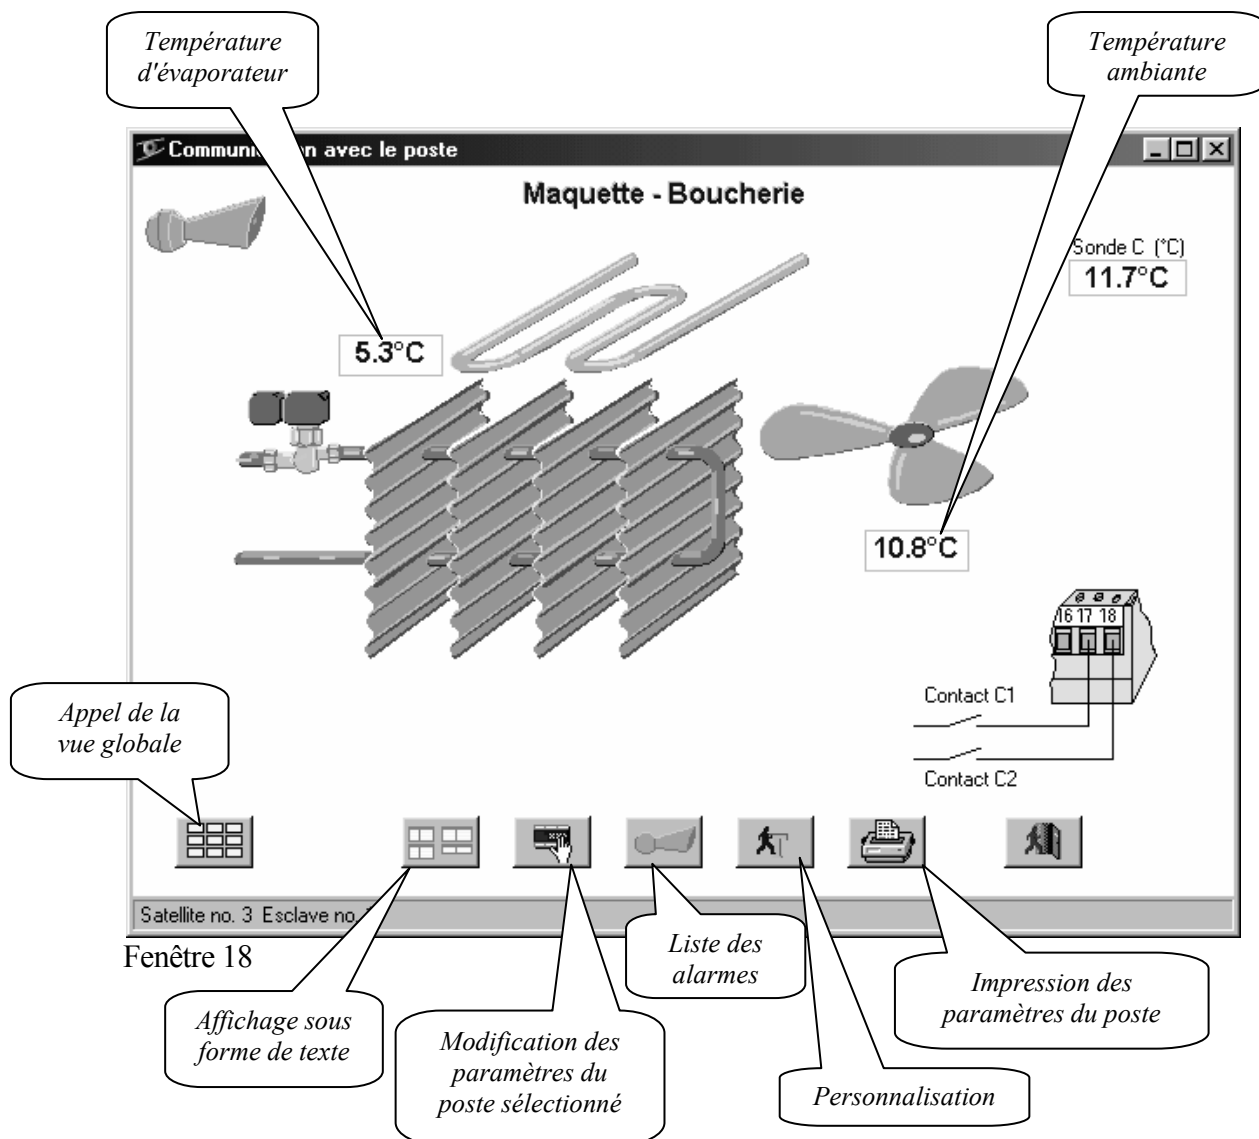 Température
d'évaporateur
Température
ambiante
Communi on avec le poste
Maquette - Boucherie
Sonde C (°C)
11.7°C
5.3°C
10.8°C
16 17 18
Contact C1
Contact C2
Appel de la
vue globale
Satellite no. 3 Esclave no.
Fenêtre 18
Liste des
alarmes
Impression des
paramètres du poste
Affichage sous
forme de texte
Modification des
paramètres du
poste sélectionné
Personnalisation